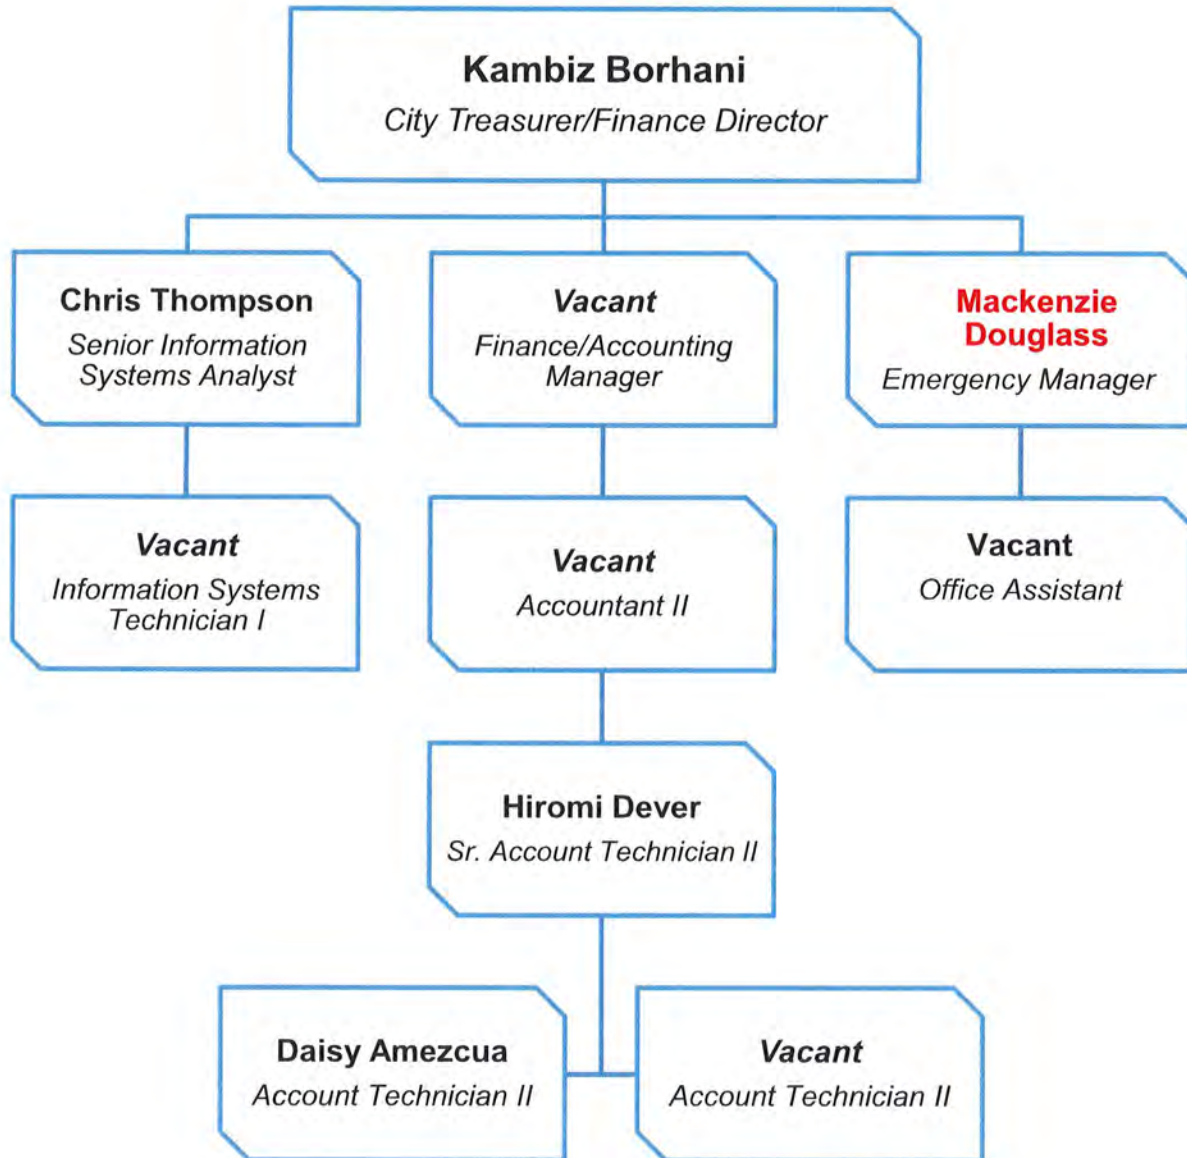 Kambiz Borhani
City Treasurer/Finance Director
Chris Thompson
Senior Information
Systems Analyst
Vacant
Finance/Accounting
Manager
Mackenzie
Douglass
Emergency Manager
Vacant
Information Systems
Technician I
Vacant
Accountant II
Vacant
Office Assistant
Hiromi Dever
Sr. Account Technician II
Daisy Amezcua
Account Technician II
Vacant
Account Technician II